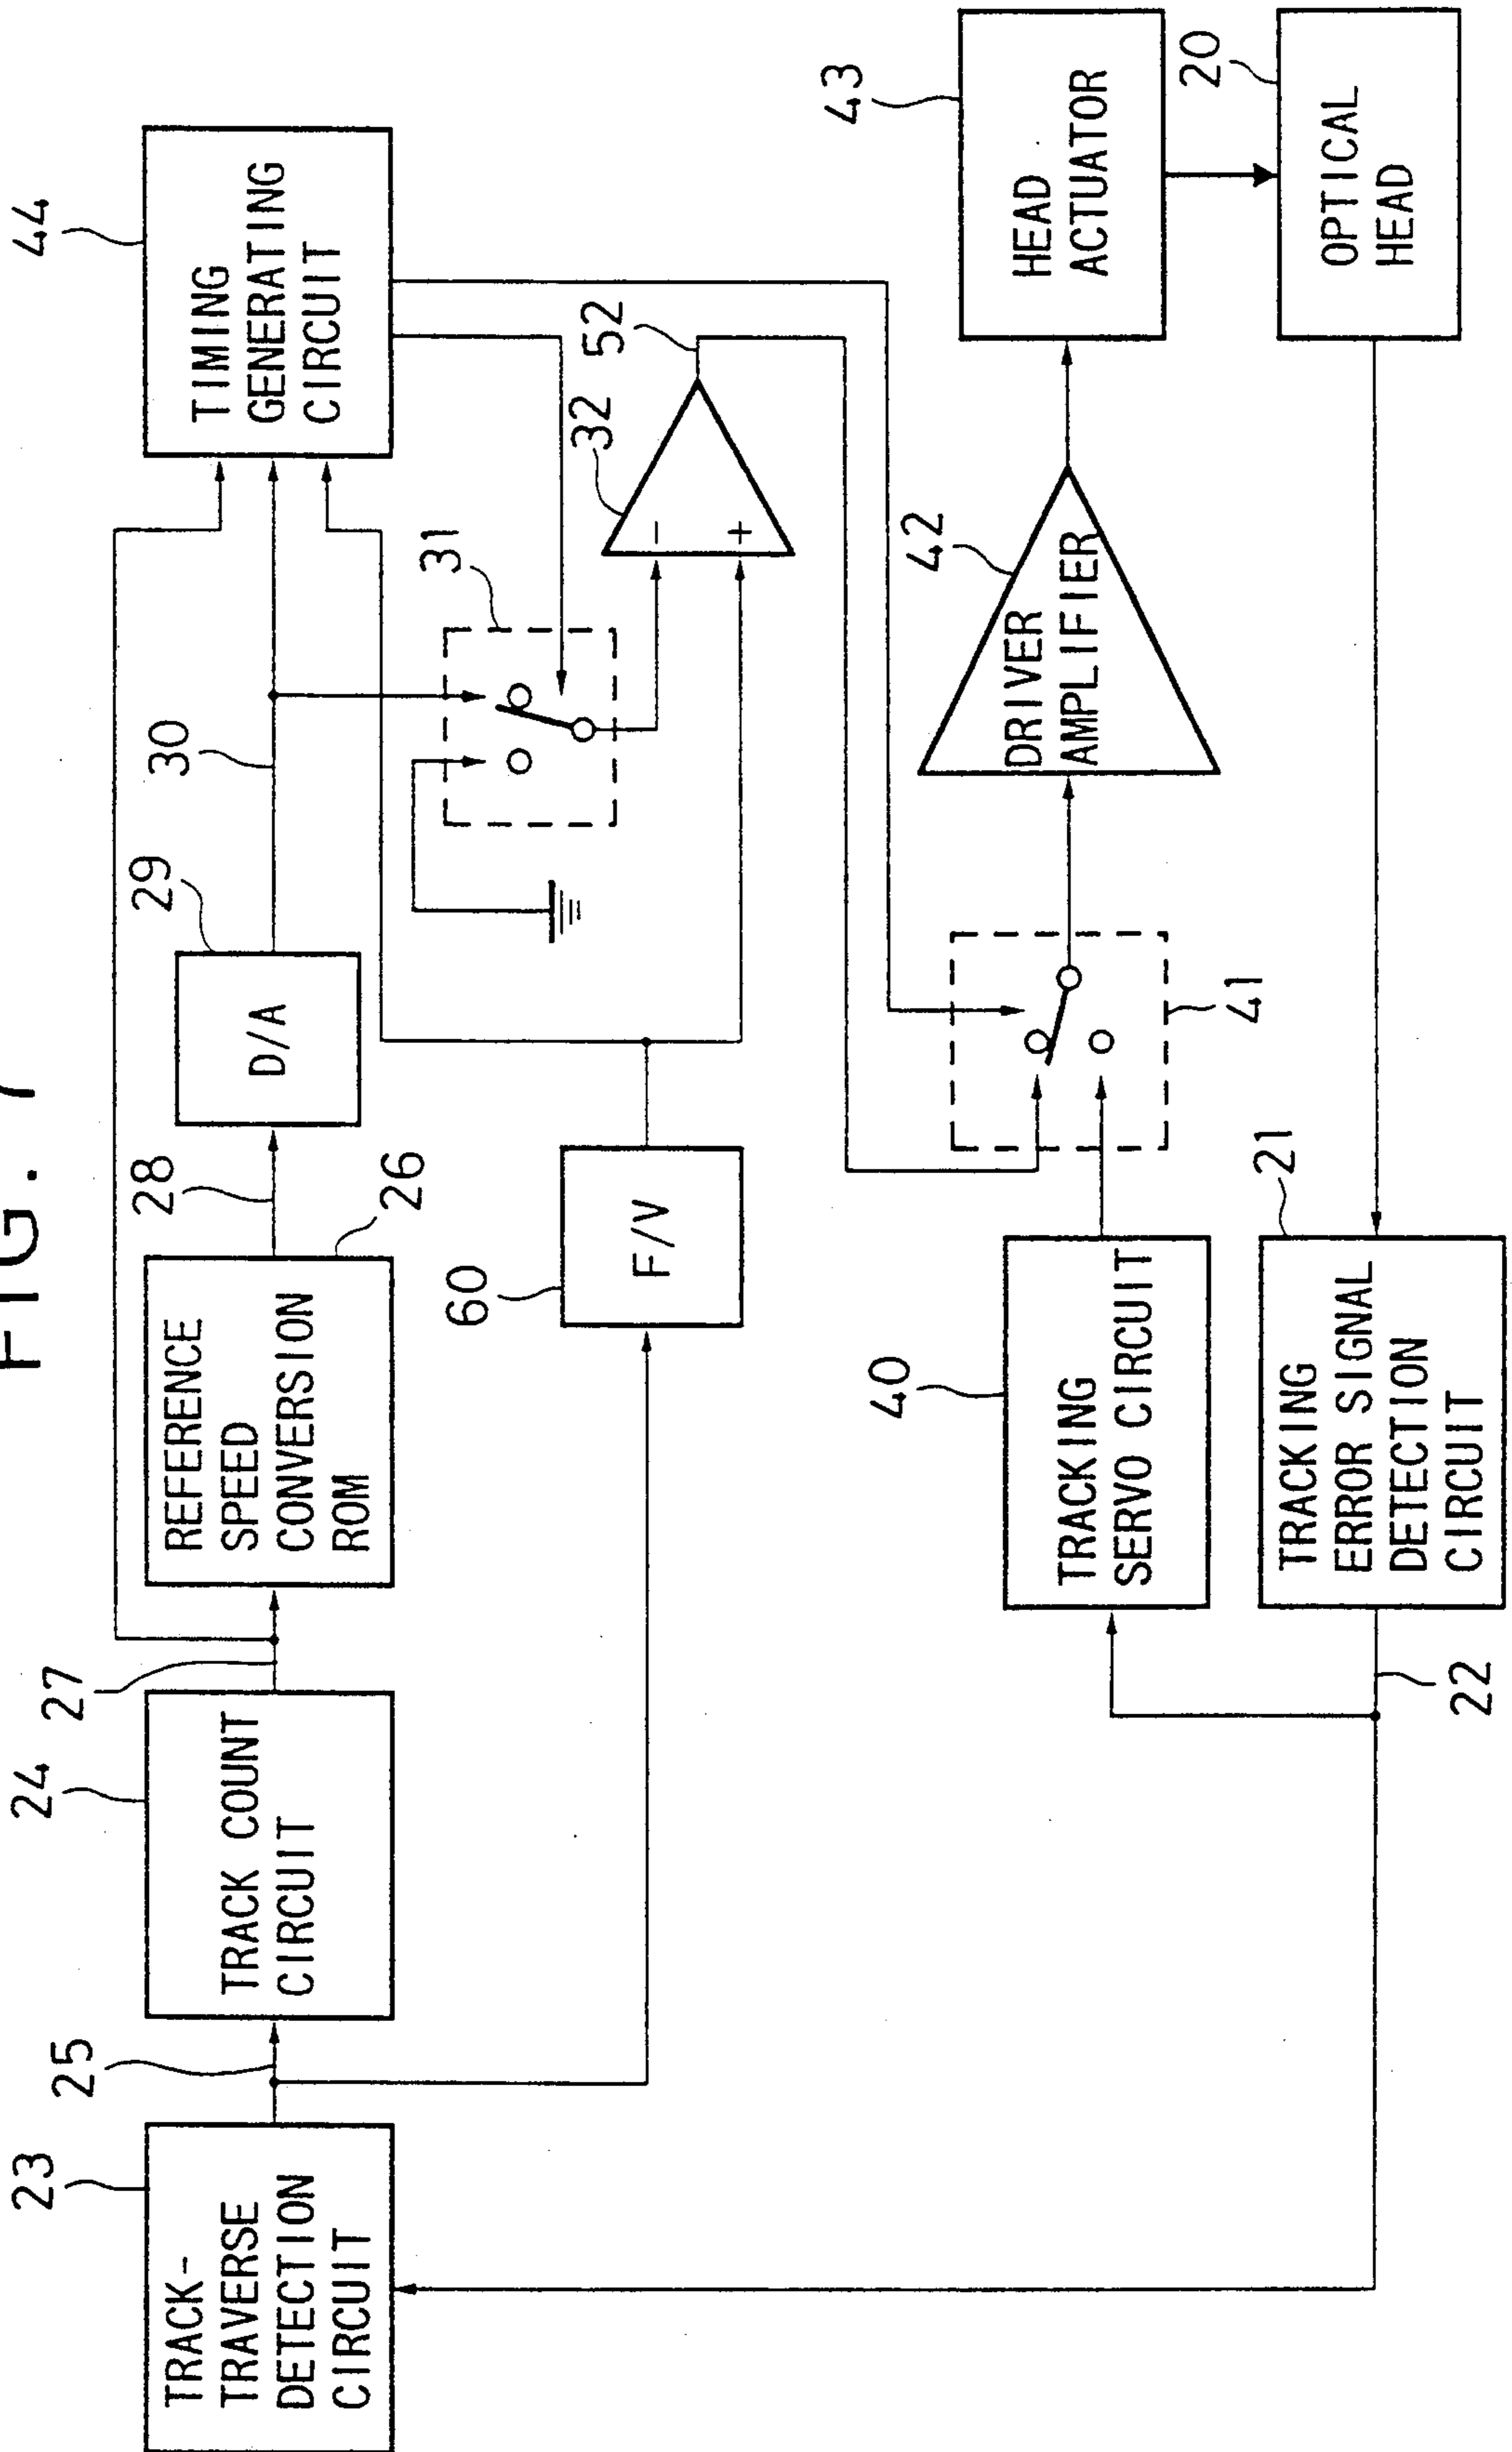 FIG. 7
23
TRACK-
TRAVERSE
DETECTION
CIRCUIT
25
24
TRACK COUNT
CIRCUIT
27
REFERENCE
SPEED
CONVERSION
ROM
26
28
29
D/A
30
44
TIMING
GENERATING
CIRCUIT
60
F/V
31
32
−
+
52
40
TRACKING
SERVO CIRCUIT
41
42
DRIVER
AMPLIFIER
43
HEAD
ACTUATOR
22
21
TRACKING
ERROR SIGNAL
DETECTION
CIRCUIT
20
OPTICAL
HEAD